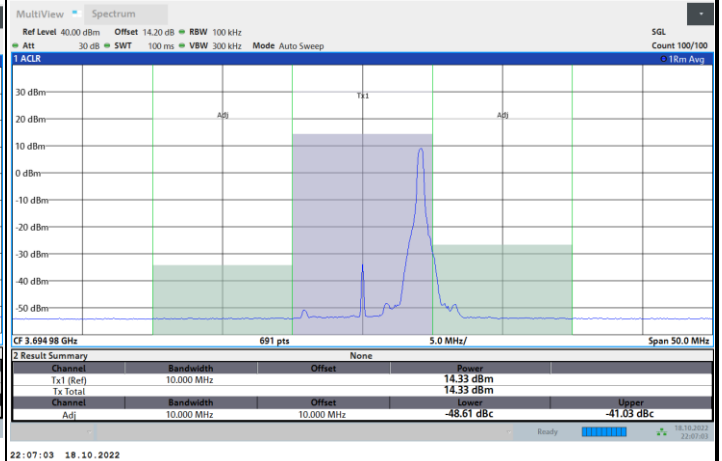 MultiView Spectrum
Ref Level 40.00 dBm Offset 14.20 dB RBW 100 kHz SGL
Att 30 dB SWT 100 ms VBW 300 kHz Mode Auto Sweep Count 100/100
1 ACLR 1Rm Avg
30 dBm
Tx1
20 dBm Adj Adj
10 dBm
0 dBm
-10 dBm
-20 dBm
-30 dBm
-40 dBm
-50 dBm
CF 3.694 98 GHz 691 pts 5.0 MHz/ Span 50.0 MHz
2 Result Summary None
Channel Bandwidth Offset Power
Tx1 (Ref) 10.000 MHz 14.33 dBm
Tx Total 14.33 dBm
Channel Bandwidth Offset Lower Upper
Adj 10.000 MHz 10.000 MHz -48.61 dBc -41.03 dBc
Ready 18.10.2022
22:07:03
22:07:03 18.10.2022